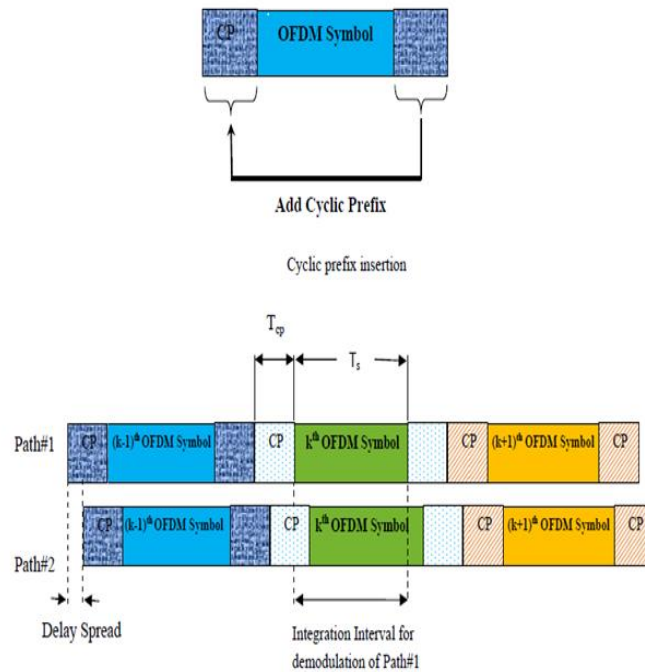 CP OFDM Symbol
Add Cyclic Prefix
Cyclic prefix insertion
Tcp
Ts
Path#1 CP (k-1)th OFDM Symbol CP kth OFDM Symbol CP (k+1)th OFDM Symbol CP
Path#2 CP (k-1)th OFDM Symbol CP kth OFDM Symbol CP (k+1)th OFDM Symbol CP
Delay Spread
Integration Interval for
demodulation of Path#1